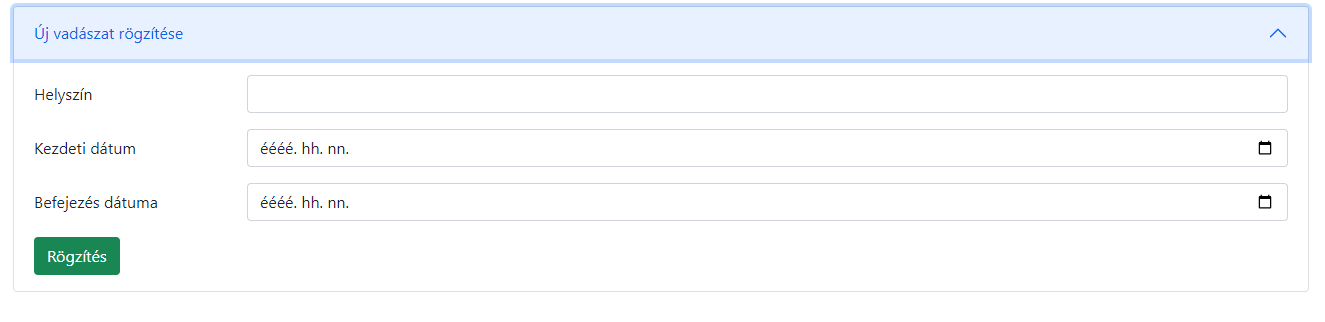 Új vadászat rögzítése
Helyszín
Kezdeti dátum éééé. hh. nn.
Befejezés dátuma éééé. hh. nn.
Rögzítés